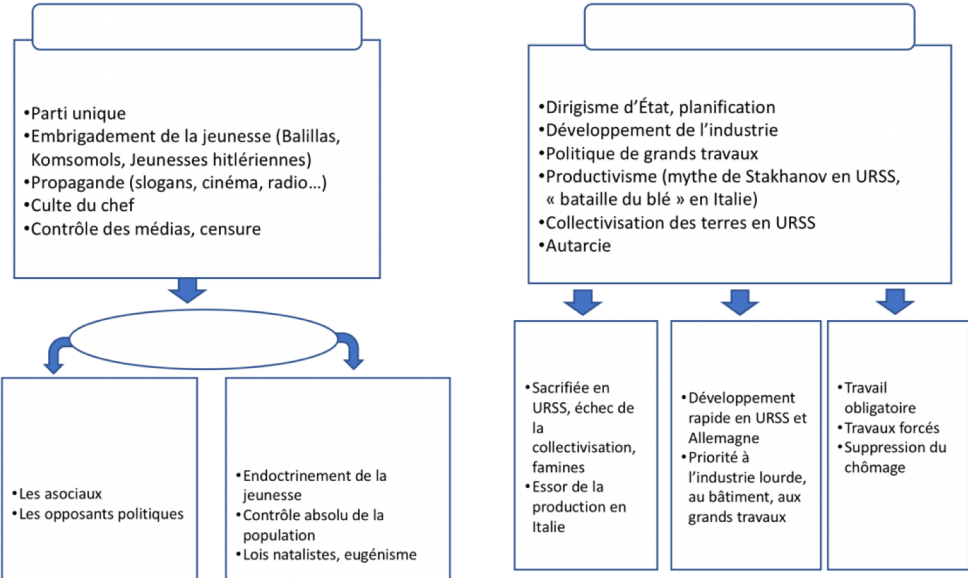 •Parti unique
•Embrigadement de la jeunesse (Balillas,
Komsomols, Jeunesses hitlériennes)
•Propagande (slogans, cinéma, radio…)
•Culte du chef
•Contrôle des médias, censure
•Les asociaux
•Les opposants politiques
•Endoctrinement de la
jeunesse
•Contrôle absolu de la
population
•Lois natalistes, eugénisme
•Dirigisme d’État, planification
•Développement de l’industrie
•Politique de grands travaux
•Productivisme (mythe de Stakhanov en URSS,
« bataille du blé » en Italie)
•Collectivisation des terres en URSS
•Autarcie
•Sacrifiée en
URSS, échec de
la
collectivisation,
famines
•Essor de la
production en
Italie
•Développement
rapide en URSS et
Allemagne
•Priorité à
l’industrie lourde,
au bâtiment, aux
grands travaux
•Travail
obligatoire
•Travaux forcés
•Suppression du
chômage